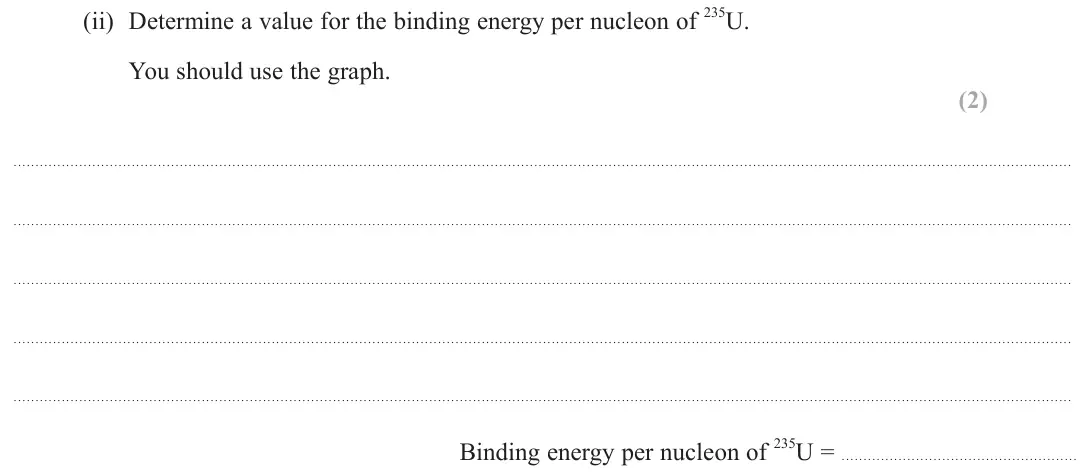 (ii) Determine a value for the binding energy per nucleon of ²³⁵U.
You should use the graph.
(2)
Binding energy per nucleon of ²³⁵U =